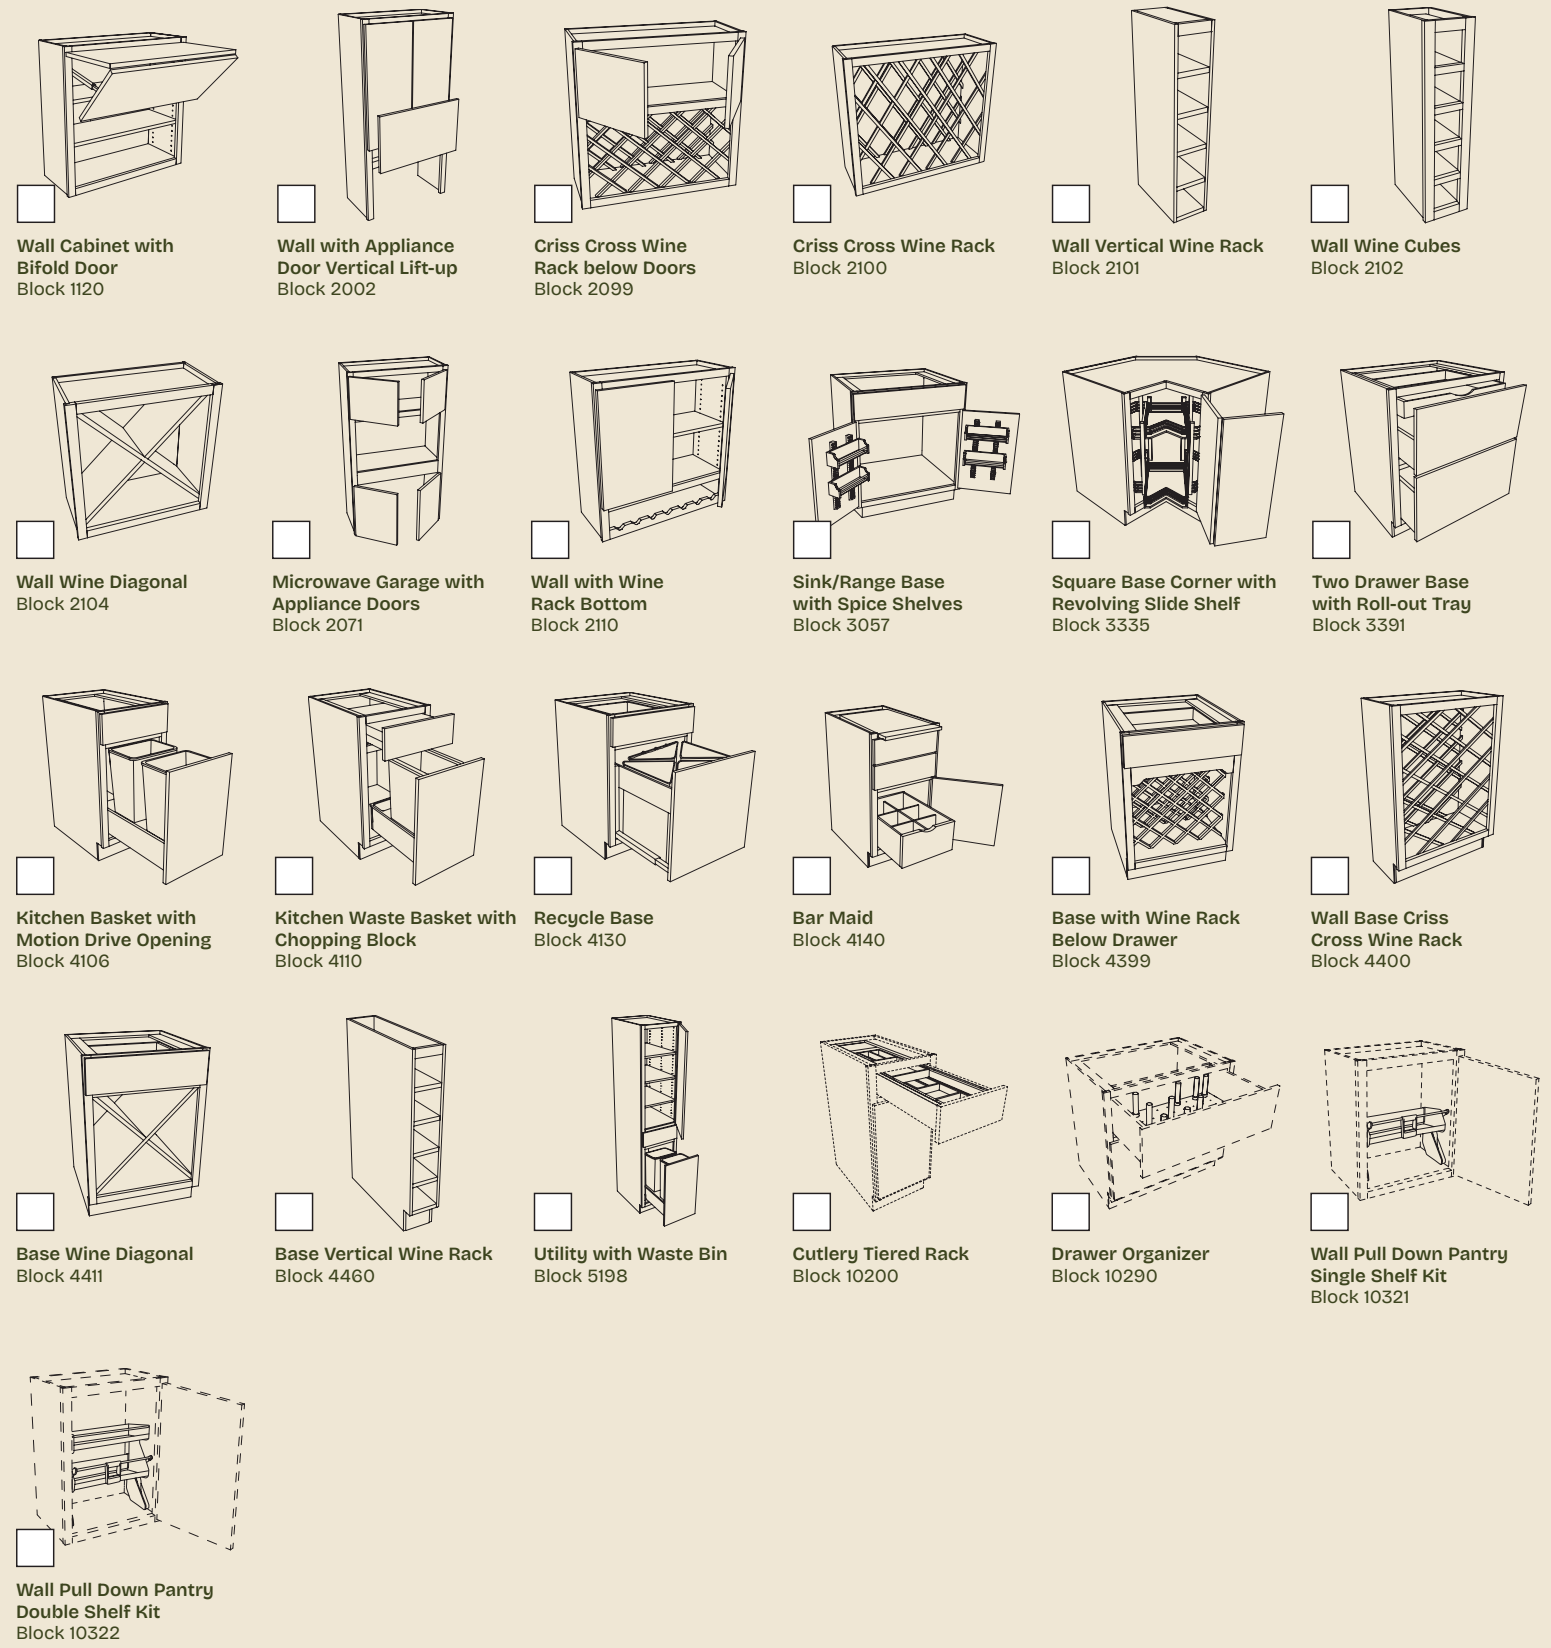 Wall Cabinet with
Bifold Door
Block 1120
Wall with Appliance
Door Vertical Lift-up
Block 2002
Criss Cross Wine
Rack below Doors
Block 2099
Criss Cross Wine Rack
Block 2100
Wall Vertical Wine Rack
Block 2101
Wall Wine Cubes
Block 2102
Wall Wine Diagonal
Block 2104
Microwave Garage with
Appliance Doors
Block 2071
Wall with Wine
Rack Bottom
Block 2110
Sink/Range Base
with Spice Shelves
Block 3057
Square Base Corner with
Revolving Slide Shelf
Block 3335
Two Drawer Base
with Roll-out Tray
Block 3391
Kitchen Basket with
Motion Drive Opening
Block 4106
Kitchen Waste Basket with
Chopping Block
Block 4110
Recycle Base
Block 4130
Bar Maid
Block 4140
Base with Wine Rack
Below Drawer
Block 4399
Wall Base Criss
Cross Wine Rack
Block 4400
Base Wine Diagonal
Block 4411
Base Vertical Wine Rack
Block 4460
Utility with Waste Bin
Block 5198
Cutlery Tiered Rack
Block 10200
Drawer Organizer
Block 10290
Wall Pull Down Pantry
Single Shelf Kit
Block 10321
Wall Pull Down Pantry
Double Shelf Kit
Block 10322